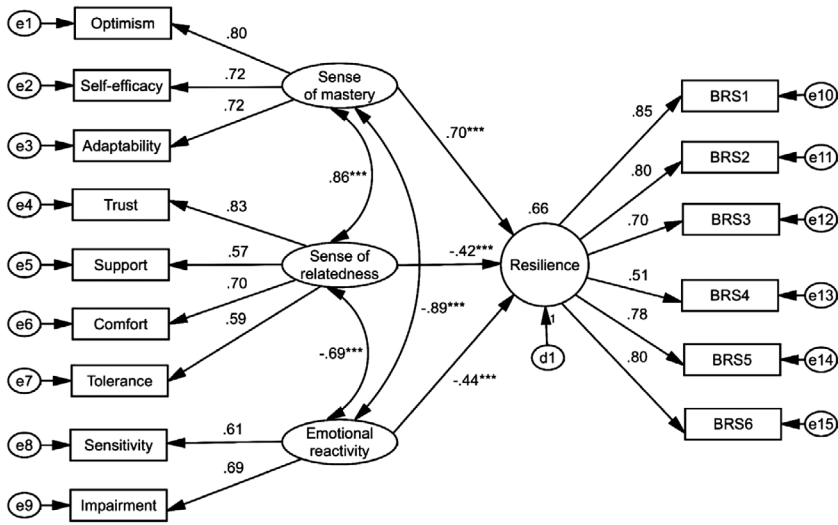 e1
Optimism
.80
e2
Self-efficacy
.72
Sense
of mastery
e3
Adaptability
.72
e4
Trust
.83
e5
Support
.57
Sense of
relatedness
e6
Comfort
.70
e7
Tolerance
.59
e8
Sensitivity
.61
Emotional
reactivity
e9
Impairment
.69
.86***
-.69***
-.89***
.70***
-.42***
-.44***
.66
Resilience
1
d1
.85
BRS1
e10
.80
BRS2
e11
.70
BRS3
e12
.51
BRS4
e13
.78
BRS5
e14
.80
BRS6
e15